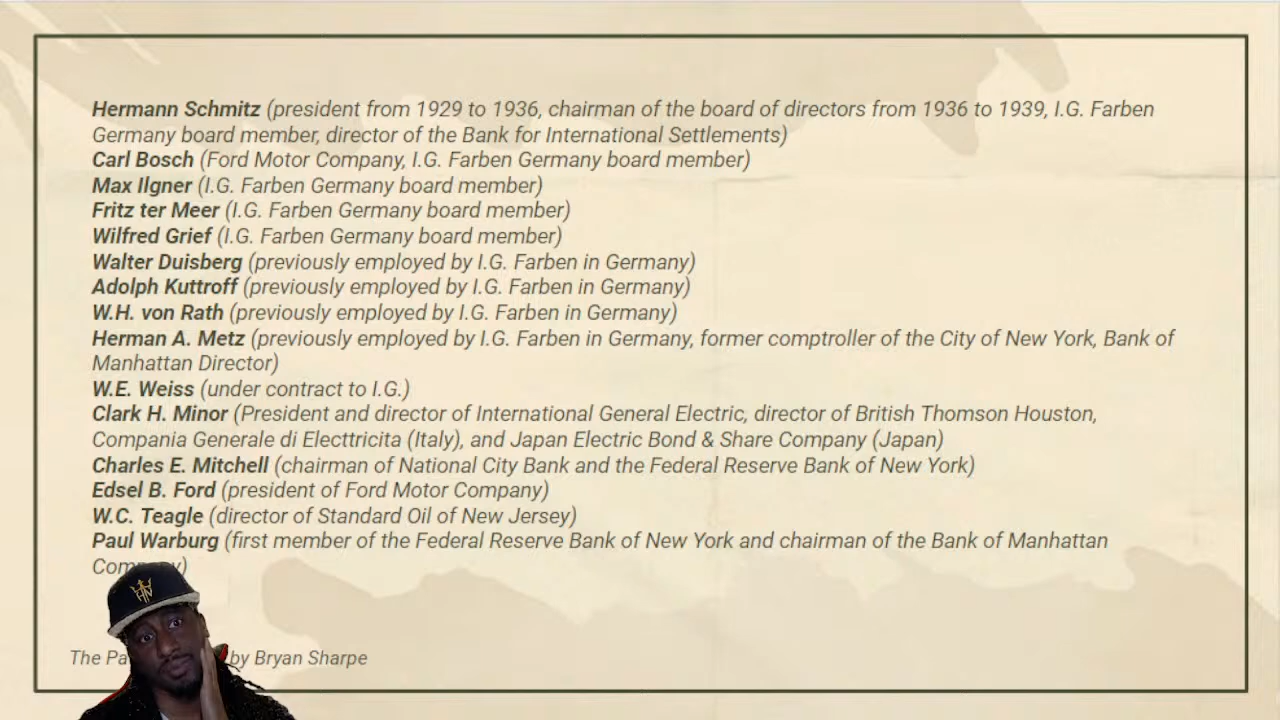 Hermann Schmitz (president from 1929 to 1936, chairman of the board of directors from 1936 to 1939, I.G. Farben
Germany board member, director of the Bank for International Settlements)
Carl Bosch (Ford Motor Company, I.G. Farben Germany board member)
Max Ilgner (I.G. Farben Germany board member)
Fritz ter Meer (I.G. Farben Germany board member)
Wilfred Grief (I.G. Farben Germany board member)
Walter Duisberg (previously employed by I.G. Farben in Germany)
Adolph Kuttroff (previously employed by I.G. Farben in Germany)
W.H. von Rath (previously employed by I.G. Farben in Germany)
Herman A. Metz (previously employed by I.G. Farben in Germany, former comptroller of the City of New York, Bank of
Manhattan Director)
W.E. Weiss (under contract to I.G.)
Clark H. Minor (President and director of International General Electric, director of British Thomson Houston,
Compania Generale di Electtricita (Italy), and Japan Electric Bond & Share Company (Japan)
Charles E. Mitchell (chairman of National City Bank and the Federal Reserve Bank of New York)
Edsel B. Ford (president of Ford Motor Company)
W.C. Teagle (director of Standard Oil of New Jersey)
Paul Warburg (first member of the Federal Reserve Bank of New York and chairman of the Bank of Manhattan
The by Bryan Sharpe